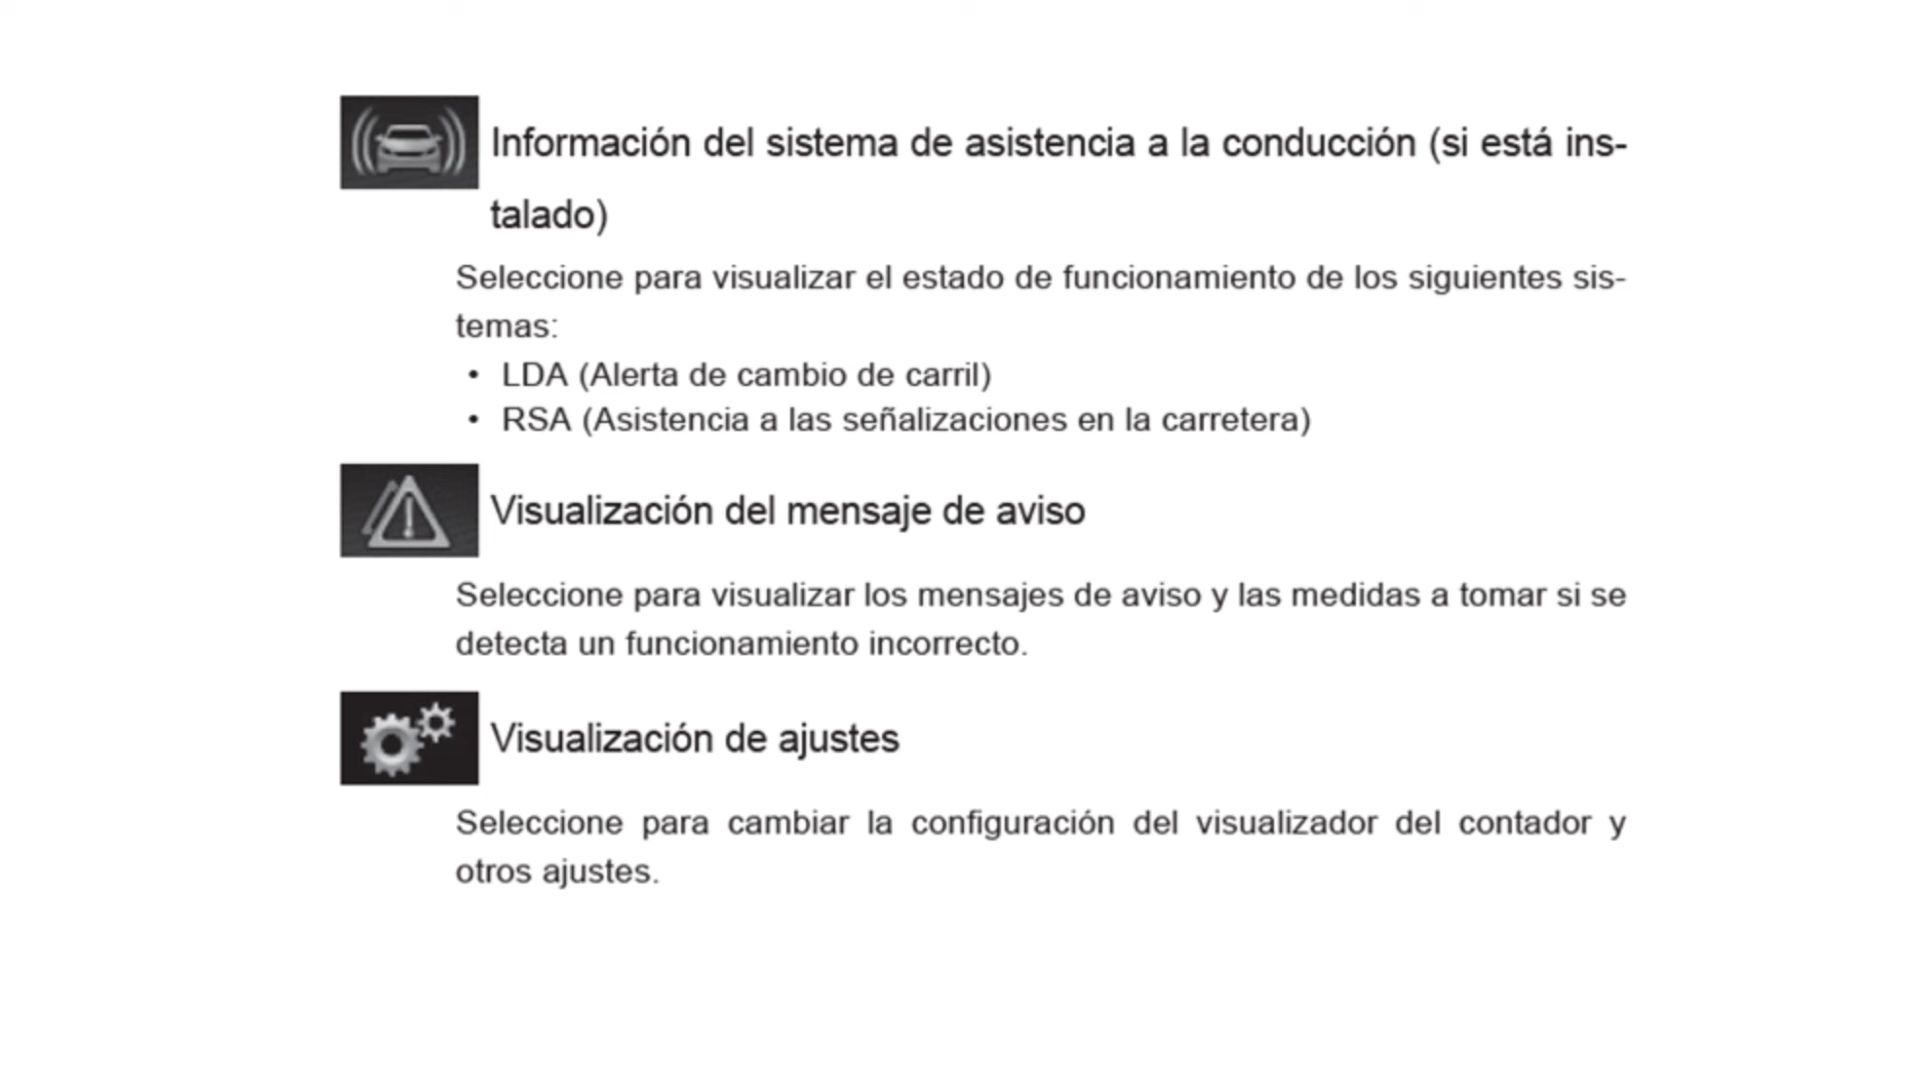 Información del sistema de asistencia a la conducción (si está ins-
talado)
Seleccione para visualizar el estado de funcionamiento de los siguientes sis-
temas:
• LDA (Alerta de cambio de carril)
• RSA (Asistencia a las señalizaciones en la carretera)
Visualización del mensaje de aviso
Seleccione para visualizar los mensajes de aviso y las medidas a tomar si se
detecta un funcionamiento incorrecto.
Visualización de ajustes
Seleccione para cambiar la configuración del visualizador del contador y
otros ajustes.